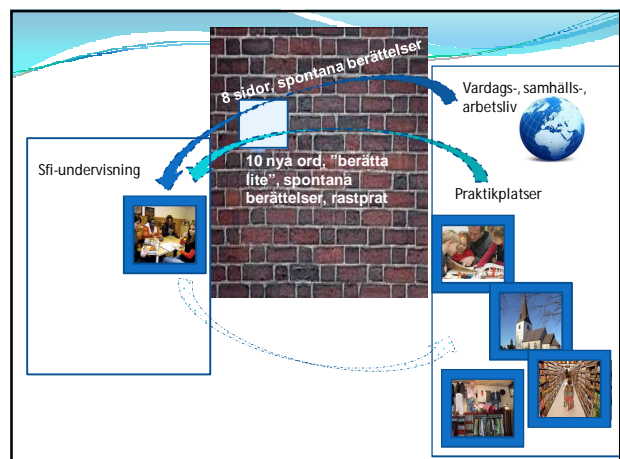 8 sidor, spontana berättelser
Vardags-, samhälls-,
arbetsliv
Sfi-undervisning
10 nya ord, ”berätta
lite”, spontana
berättelser, rastprat
Praktikplatser